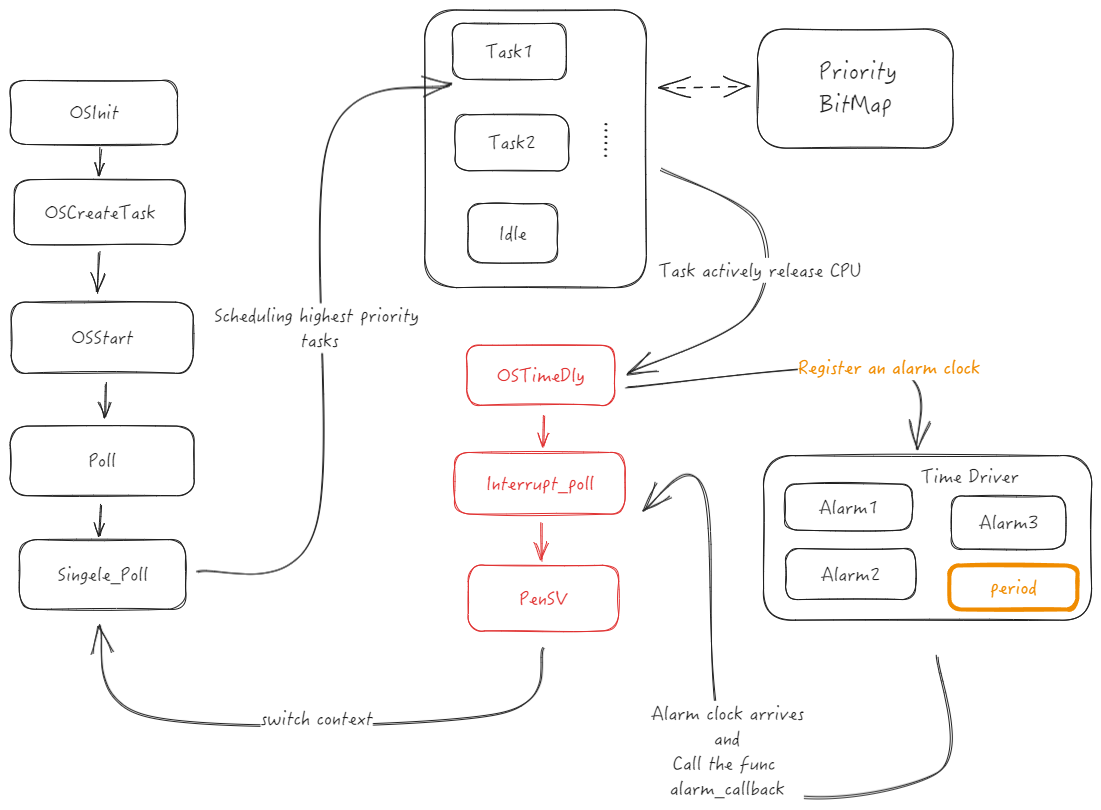 OSInit
OSCreateTask
OSStart
Poll
Singele_Poll
Scheduling highest priority
tasks
Task1
Task2
Idle
Priority
BitMap
Task actively release CPU
OSTimeDly
Interrupt_poll
PenSV
switch context
Register an alarm clock
Time Driver
Alarm1
Alarm3
Alarm2
period
Alarm clock arrives
and
Call the func
alarm_callback